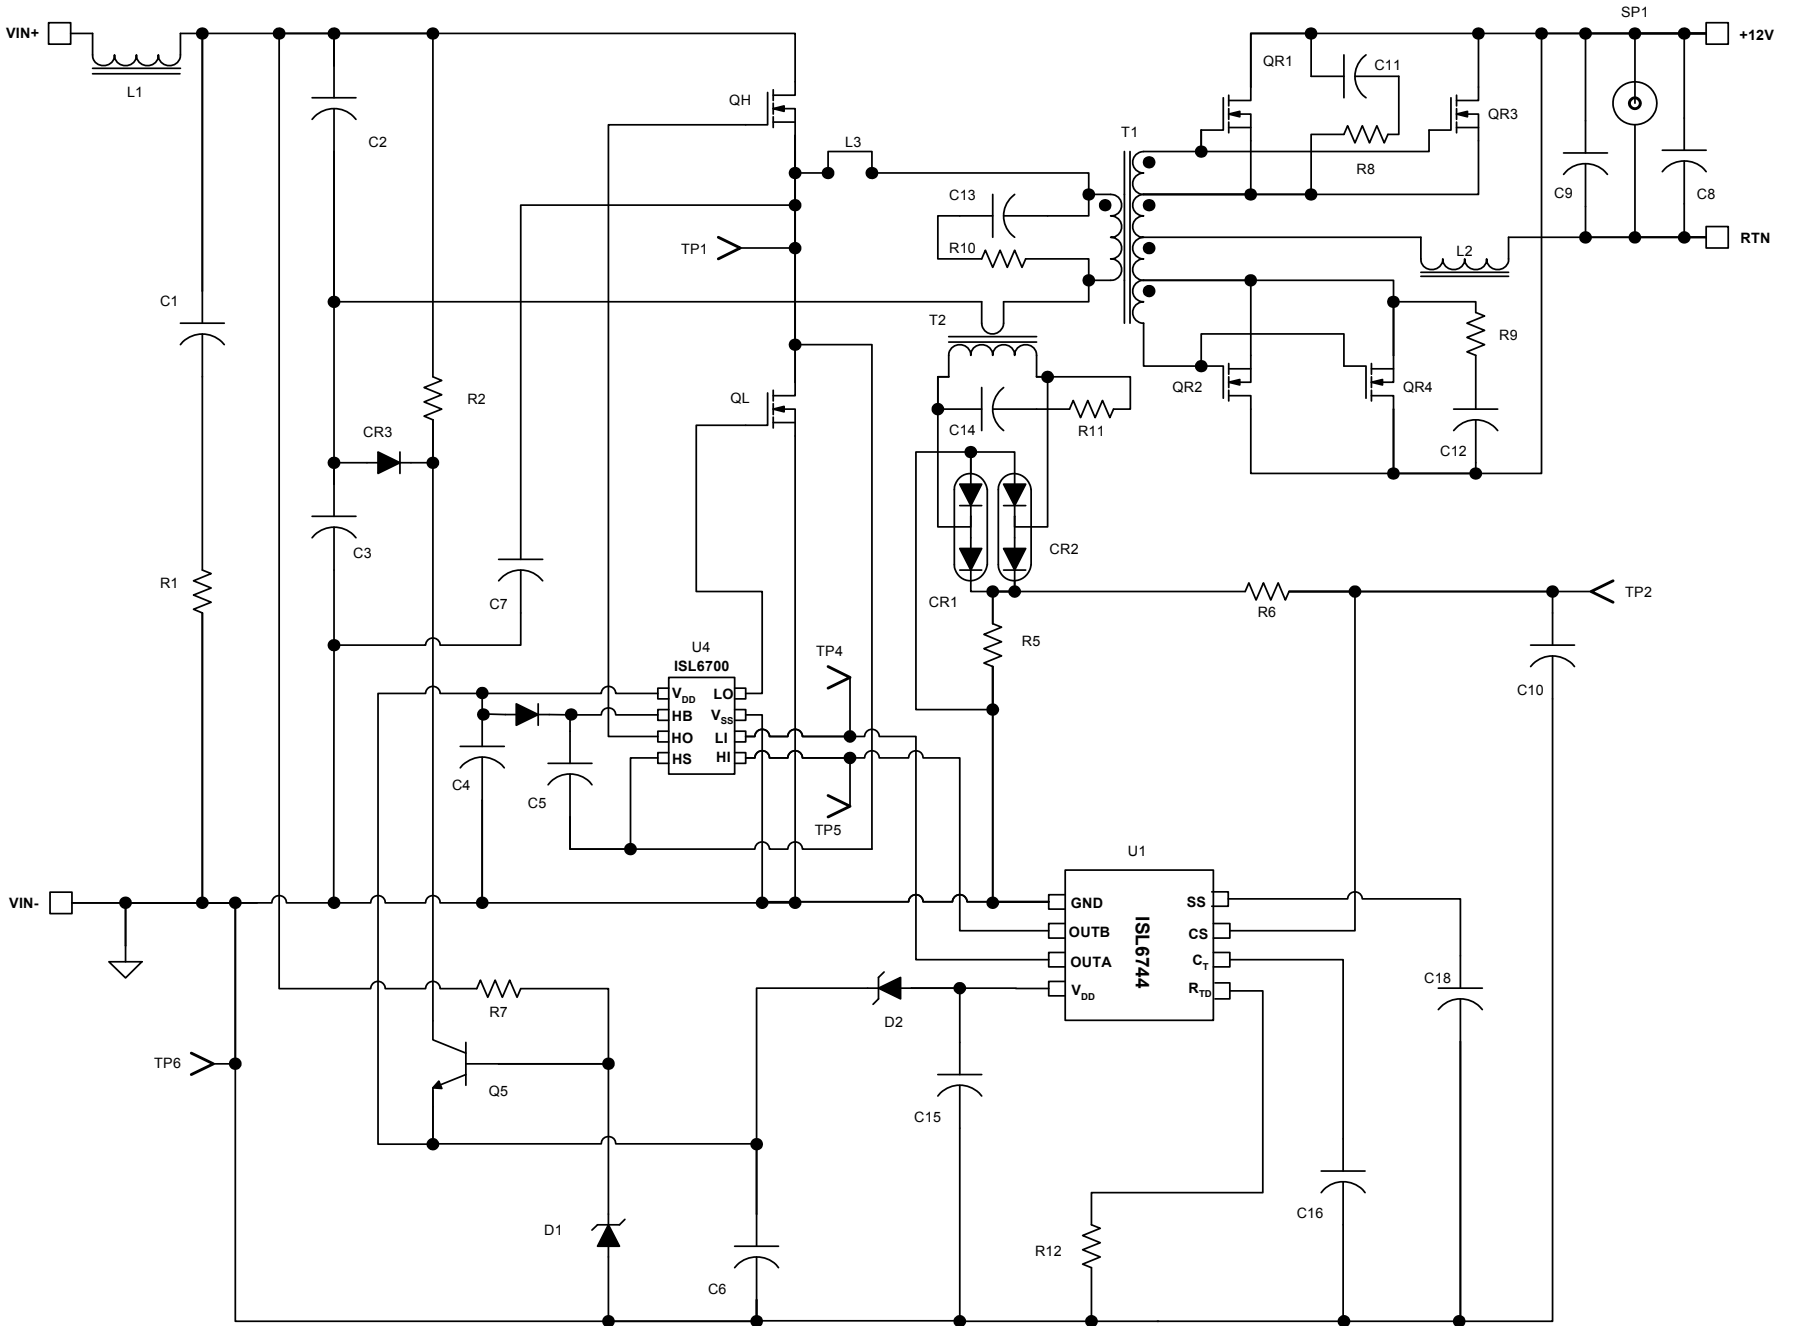 SP1
VIN+
+12V
L1
QR1
C11
QH
QR3
C2
T1
L3
R8
C13
C9
C8
R10
TP1
RTN
L2
C1
T2
R9
QR2
QR4
QL
R2
CR3
C14
R11
C12
C3
CR2
R1
C7
CR1
R6
TP2
R5
U4
ISL6700
TP4
VDD
LO
HB
VSS
HO
LI
HS
HI
C10
C4
C5
TP5
U1
VIN-
GND
SS
OUTB
CS
ISL6744
OUTA
CT
VDD
RTD
C18
R7
D2
TP6
Q5
C15
D1
C16
R12
C6